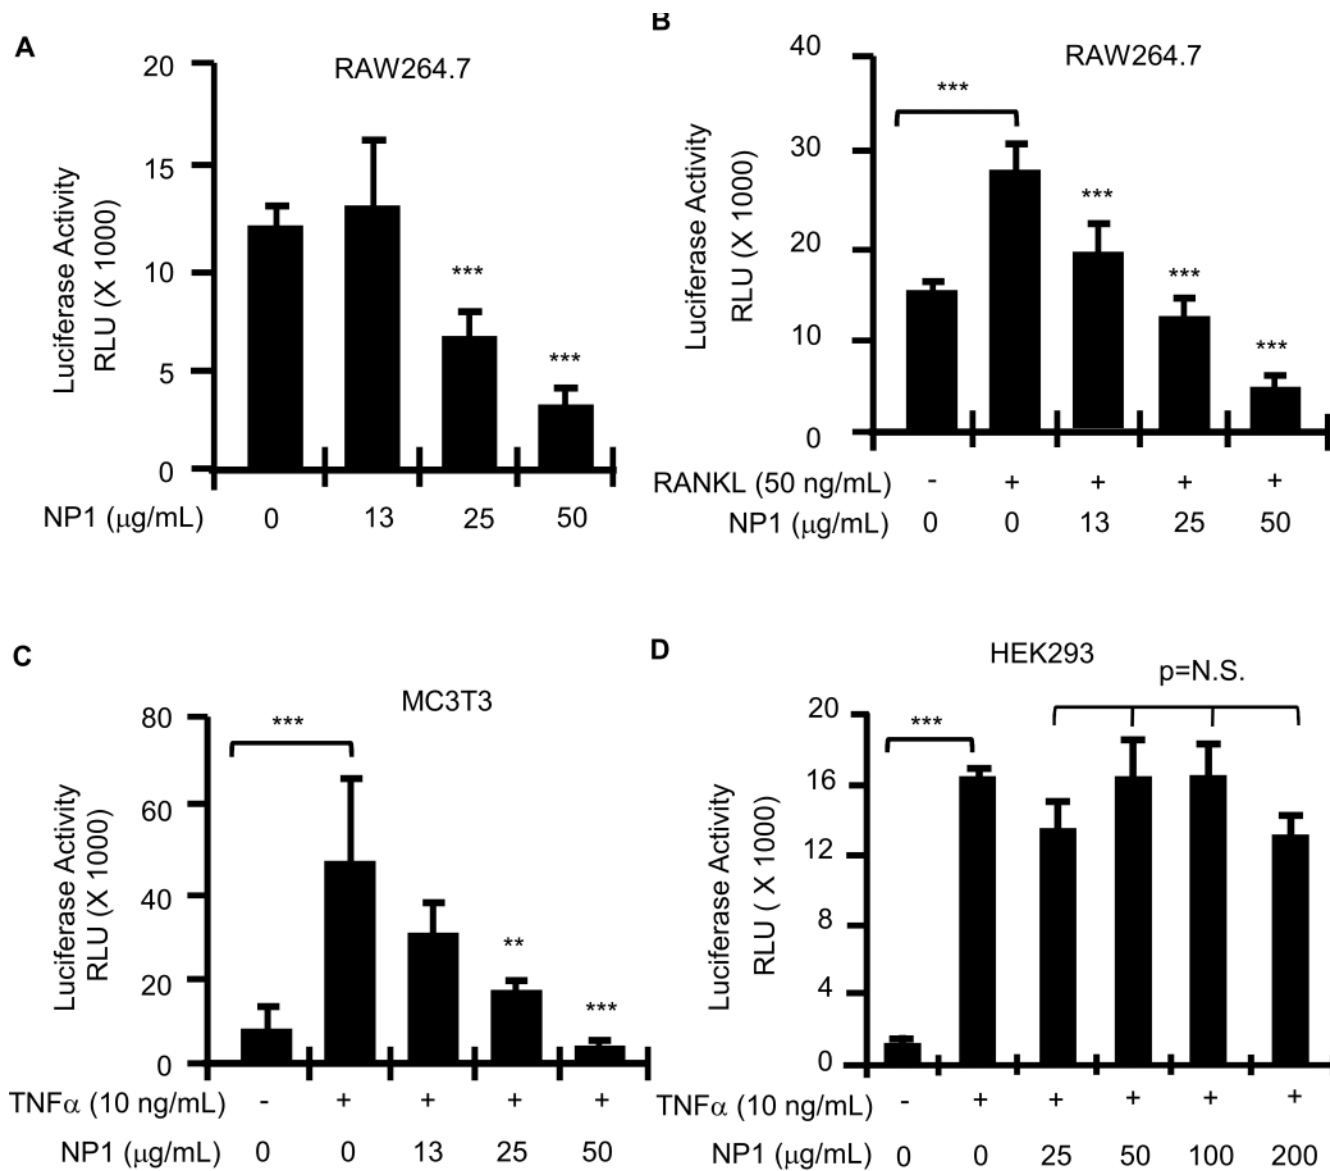 A
RAW264.7
20
15
10
5
0
Luciferase Activity
RLU (X 1000)
***
***
NP1 (μg/mL) 0 13 25 50
B
RAW264.7
40
30
20
10
0
Luciferase Activity
RLU (X 1000)
***
***
***
***
RANKL (50 ng/mL) - + + + +
NP1 (μg/mL) 0 0 13 25 50
C
MC3T3
80
60
40
20
0
Luciferase Activity
RLU (X 1000)
***
**
***
TNFα (10 ng/mL) - + + + +
NP1 (μg/mL) 0 0 13 25 50
D
HEK293
p=N.S.
20
16
12
8
4
0
Luciferase Activity
RLU ( X 1000)
***
TNFα (10 ng/mL) - + + + + +
NP1 (μg/mL) 0 0 25 50 100 200